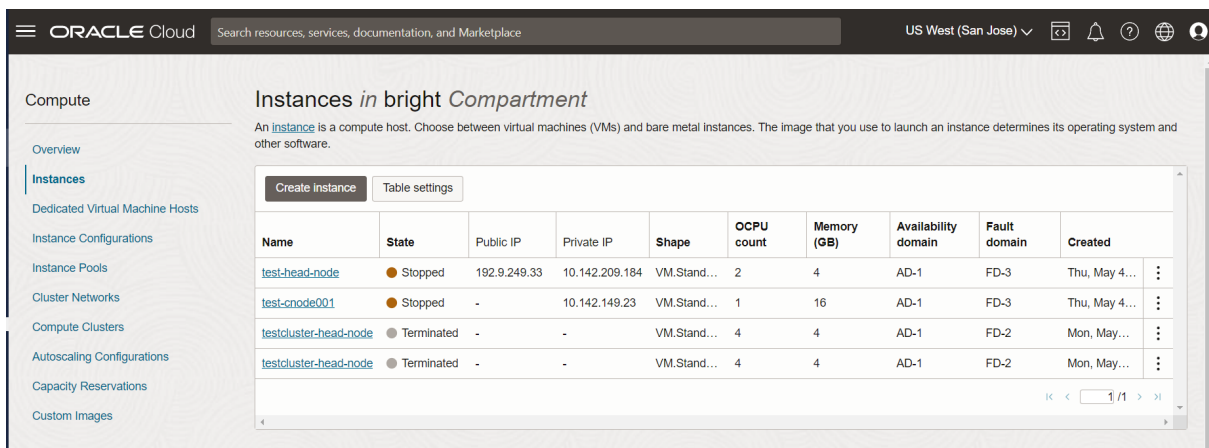 ORACLE Cloud Search resources, services, documentation, and Marketplace US West (San Jose)
Compute
Overview
Instances
Dedicated Virtual Machine Hosts
Instance Configurations
Instance Pools
Cluster Networks
Compute Clusters
Autoscaling Configurations
Capacity Reservations
Custom Images
Instances in bright Compartment
An instance is a compute host. Choose between virtual machines (VMs) and bare metal instances. The image that you use to launch an instance determines its operating system and
other software.
Create instance Table settings
Name State Public IP Private IP Shape OCPU count Memory (GB) Availability domain Fault domain Created
test-head-node Stopped 192.9.249.33 10.142.209.184 VM.Stand… 2 4 AD-1 FD-3 Thu, May 4…
test-cnode001 Stopped - 10.142.149.23 VM.Stand… 1 16 AD-1 FD-3 Thu, May 4…
testcluster-head-node Terminated - - VM.Stand… 4 4 AD-1 FD-2 Mon, May…
testcluster-head-node Terminated - - VM.Stand… 4 4 AD-1 FD-2 Mon, May…
1 /1